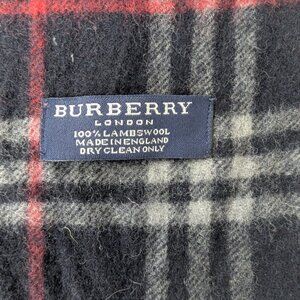 BURBERRY
LONDON
100% LAMBSWOOL
MADE IN ENGLAND
DRY CLEAN ONLY